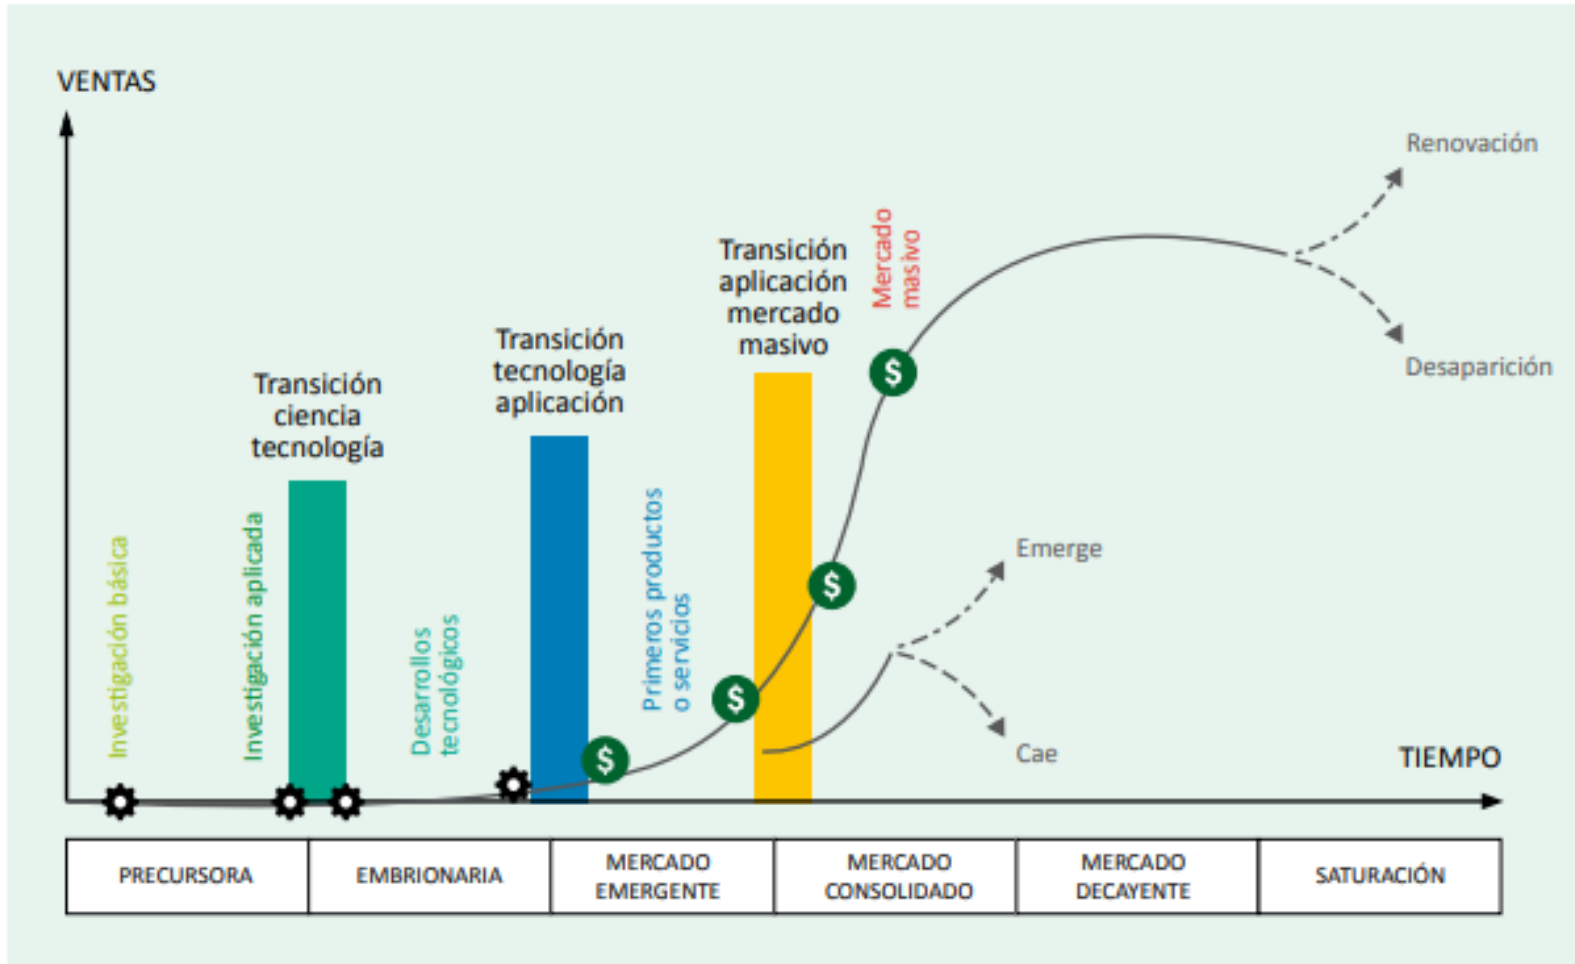 VENTAS
Renovación
Mercado
masivo
Transición
aplicación
mercado
masivo
Transición
tecnología
aplicación
Transición
ciencia
tecnología
Desaparición
$
Investigación básica
Investigación aplicada
Desarrollos
tecnológicos
Primeros productos
o servicios
Emerge
$
$
$
Cae
TIEMPO
PRECURSORA
EMBRIONARIA
MERCADO
EMERGENTE
MERCADO
CONSOLIDADO
MERCADO
DECAYENTE
SATURACIÓN